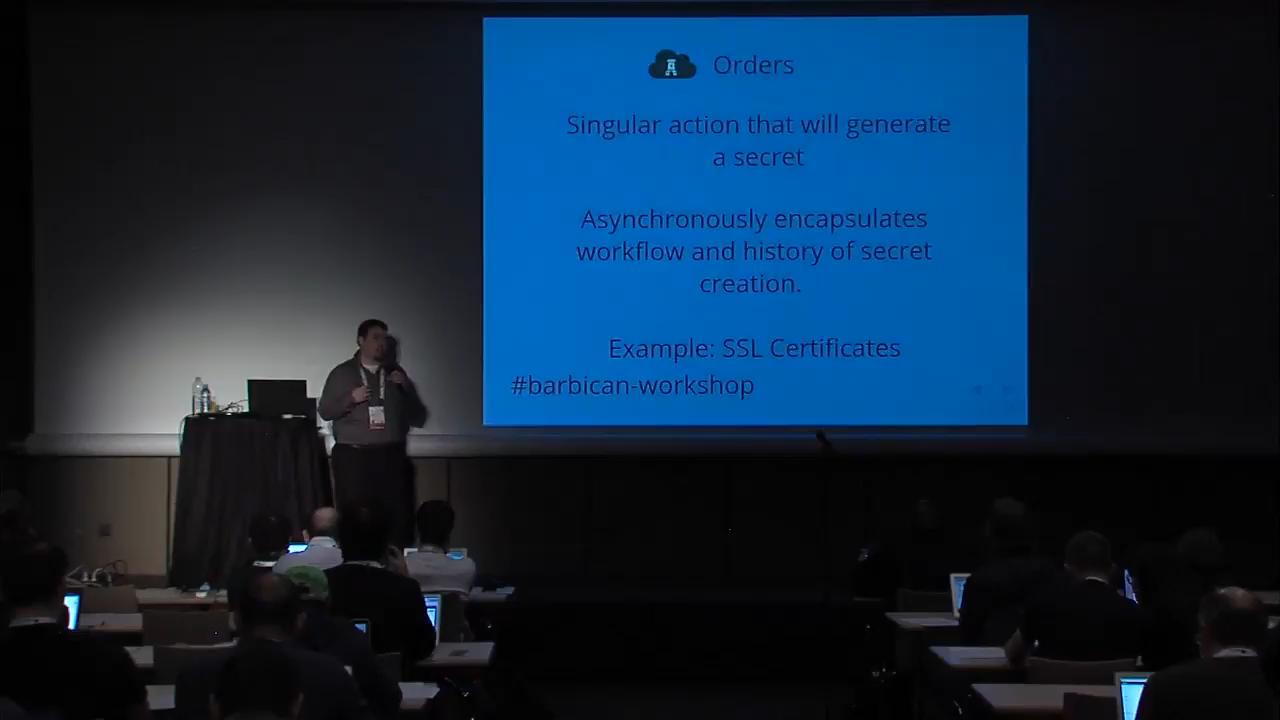 Orders
Singular action that will generate
a secret
Asynchronously encapsulates
workflow and history of secret
creation.
Example: SSL Certificates
#barbican-workshop